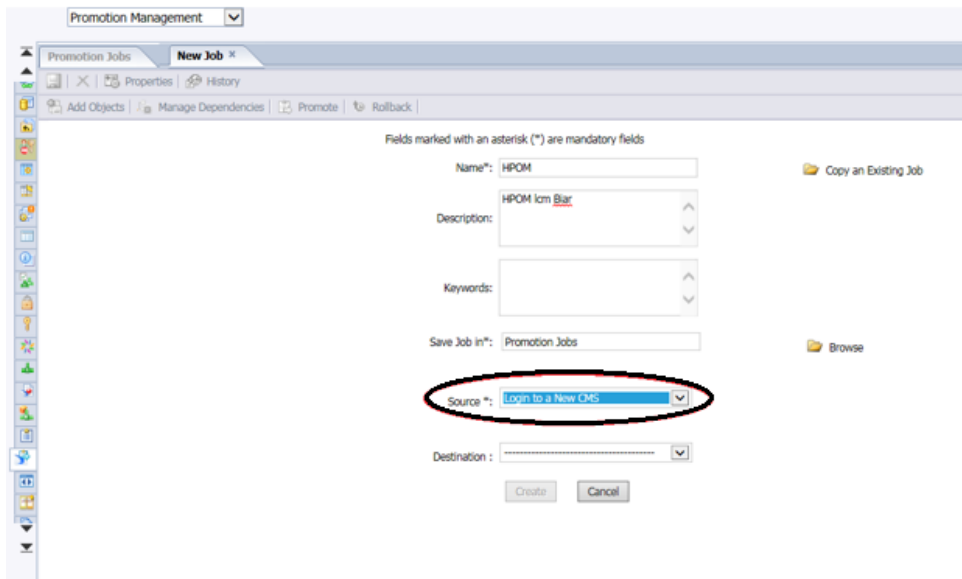 Promotion Management
Promotion Jobs New Job ×
Properties History
Add Objects Manage Dependencies Promote Rollback
Fields marked with an asterisk (*) are mandatory fields
Name*: HPOM Copy an Existing Job
HPOM lcm Biar
Description:
Keywords:
Save Job in*: Promotion Jobs Browse
Source *: Login to a New CMS
Destination : ----------------------------------------
Create Cancel